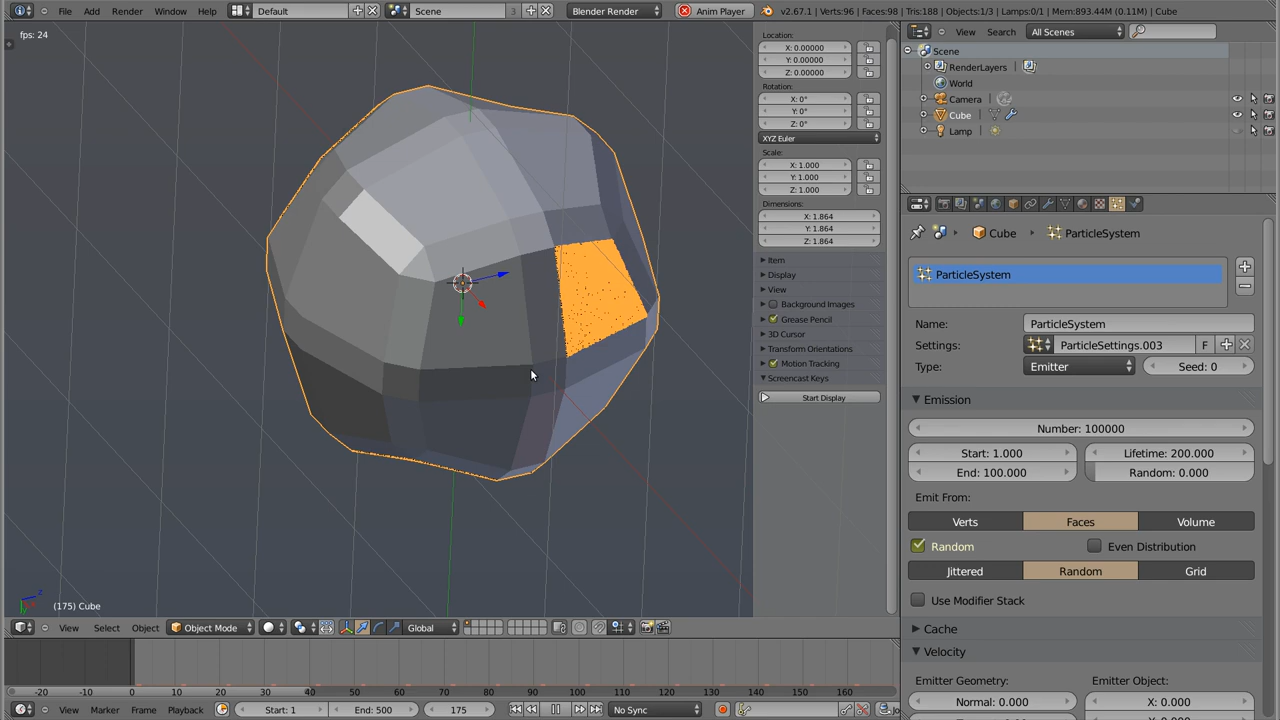 File Add Render Window Help
Default
Scene 3
Blender Render
Anim Player
v2.67.1 | Verts:96 | Faces:98 | Tris:188 | Objects:1/3 | Lamps:0/1 | Mem:893.44M (0.11M) | Cube
fps: 24
(175) Cube
Location:
X: 0.00000
Y: 0.00000
Z: 0.00000
Rotation:
X: 0°
Y: 0°
Z: 0°
XYZ Euler
Scale:
X: 1.000
Y: 1.000
Z: 1.000
Dimensions:
X: 1.864
Y: 1.864
Z: 1.864
Item
Display
View
Background Images
Grease Pencil
3D Cursor
Transform Orientations
Motion Tracking
Screencast Keys
Start Display
View Search All Scenes
Scene
RenderLayers
World
Camera
Cube
Lamp
Cube ParticleSystem
ParticleSystem
Name: ParticleSystem
Settings: ParticleSettings.003 F
Type: Emitter Seed: 0
Emission
Number: 100000
Start: 1.000 Lifetime: 200.000
End: 100.000 Random: 0.000
Emit From:
Verts Faces Volume
Random Even Distribution
Jittered Random Grid
Use Modifier Stack
Cache
Velocity
Emitter Geometry: Emitter Object:
Normal: 0.000 X: 0.000
View Select Object Object Mode Global
-20 -10 0 10 20 30 40 50 60 70 80 90 100 110 120 130 140 150 160
View Marker Frame Playback Start: 1 End: 500 175 No Sync